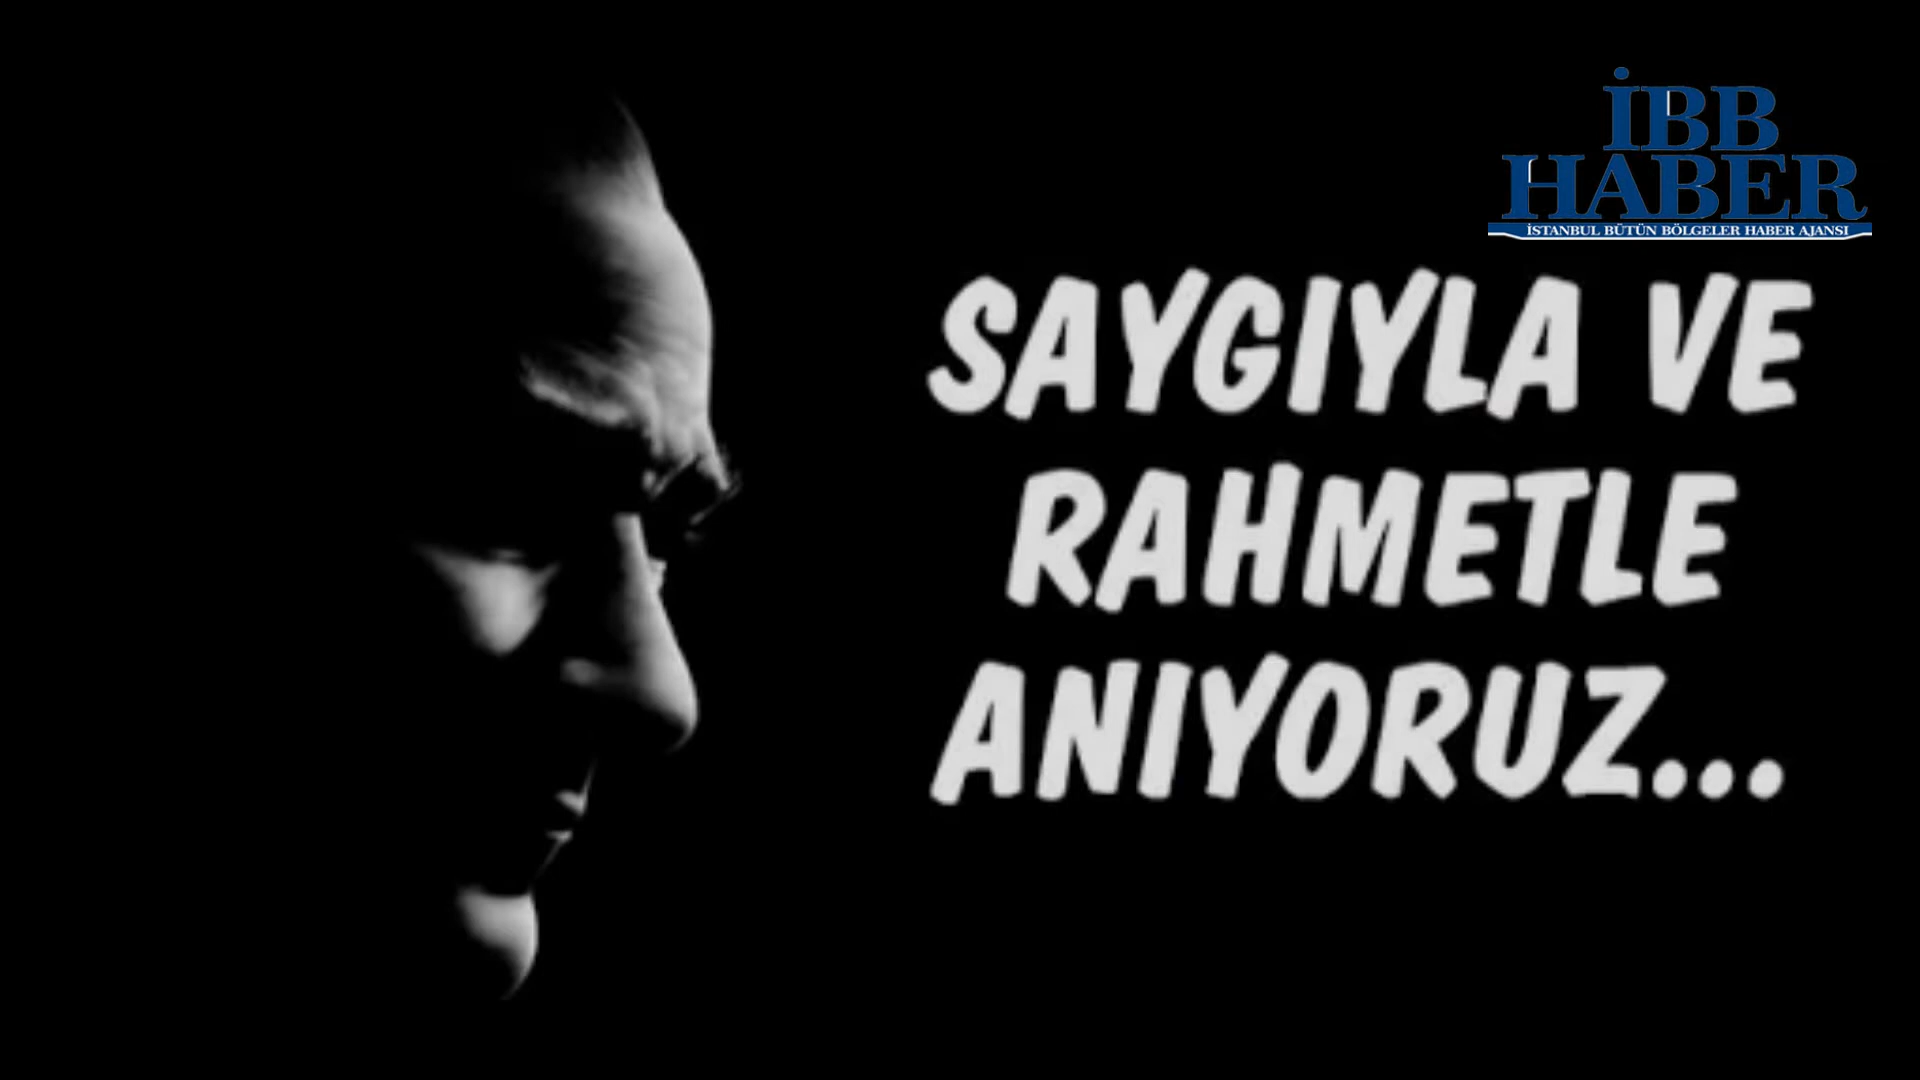 İBB
HABER
İSTANBUL BÜTÜN BÖLGELER HABER AJANSI
SAYGIYLA VE
RAHMETLE
ANIYORUZ...